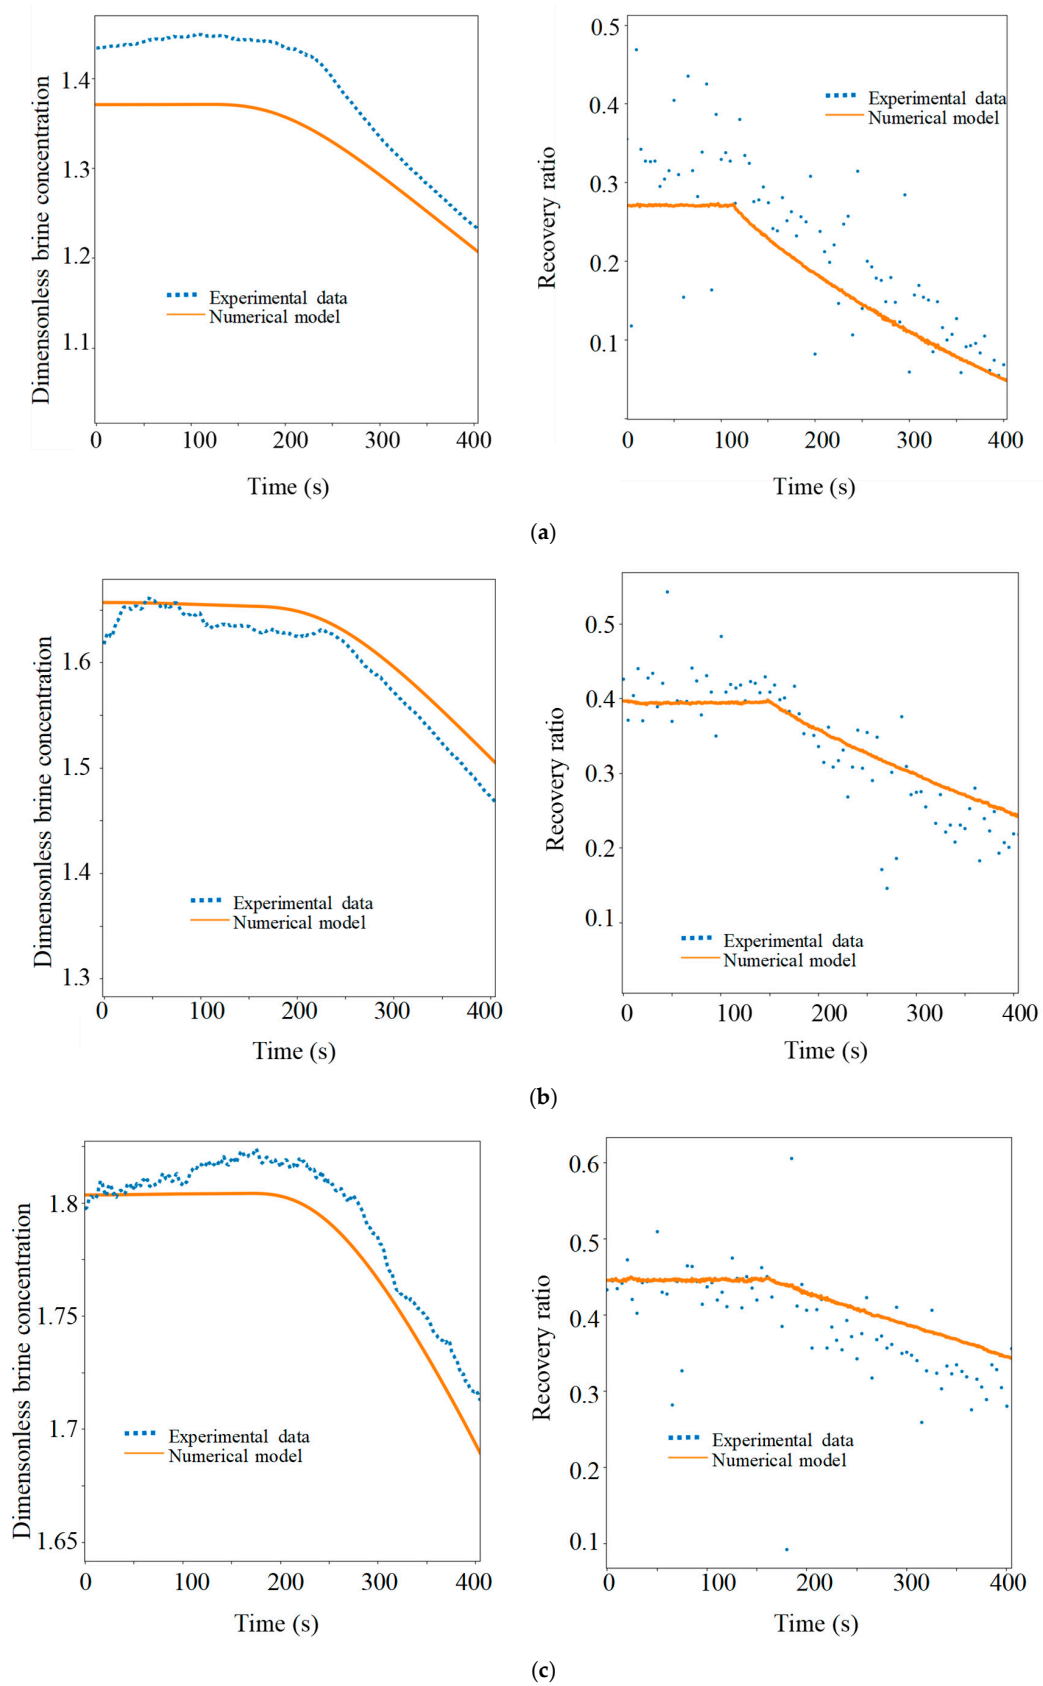 Dimensonless brine concentration
1.4
1.3
1.2
1.1
Experimental data
Numerical model
0 100 200 300 400
Time (s)
Recovery ratio
0.5
0.4
0.3
0.2
0.1
Experimental data
Numerical model
0 100 200 300 400
Time (s)
(a)
Dimensonless brine concentration
1.6
1.5
1.4
1.3
Experimental data
Numerical model
0 100 200 300 400
Time (s)
Recovery ratio
0.5
0.4
0.3
0.2
0.1
Experimental data
Numerical model
0 100 200 300 400
Time (s)
(b)
Dimensonless brine concentration
1.8
1.75
1.7
1.65
Experimental data
Numerical model
0 100 200 300 400
Time (s)
Recovery ratio
0.6
0.5
0.4
0.3
0.2
0.1
Experimental data
Numerical model
0 100 200 300 400
Time (s)
(c)